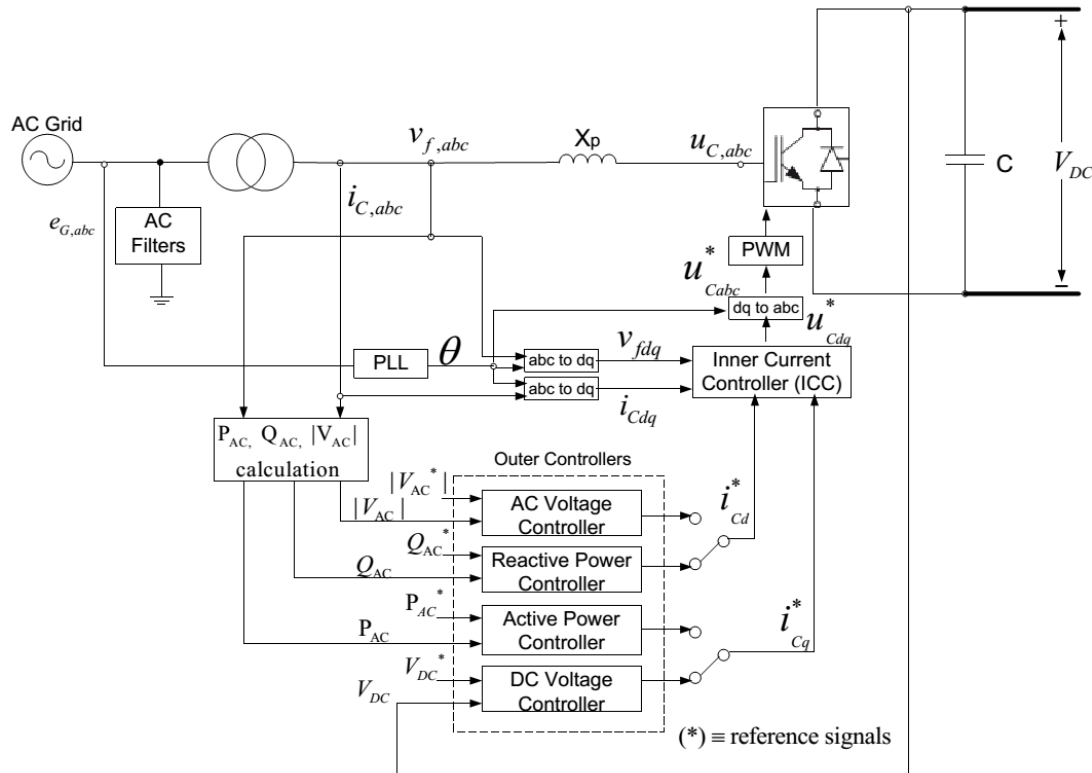 AC Grid
v_{f,abc}
X_p
u_{C,abc}
+
C
V_{DC}
−
e_{G,abc}
AC
Filters
i_{C,abc}
PWM
u^*_{Cabc}
dq to abc
u^*_{Cdq}
PLL
θ
abc to dq
v_{fdq}
Inner Current
Controller (ICC)
abc to dq
i_{Cdq}
P_{AC,} Q_{AC,} |V_{AC}|
calculation
Outer Controllers
|V_{AC}^*|
|V_{AC}|
AC Voltage
Controller
i^*_{Cd}
Q_{AC}^*
Q_{AC}
Reactive Power
Controller
P_{AC}^*
P_{AC}
Active Power
Controller
i^*_{Cq}
V_{DC}^*
V_{DC}
DC Voltage
Controller
(*) ≡ reference signals